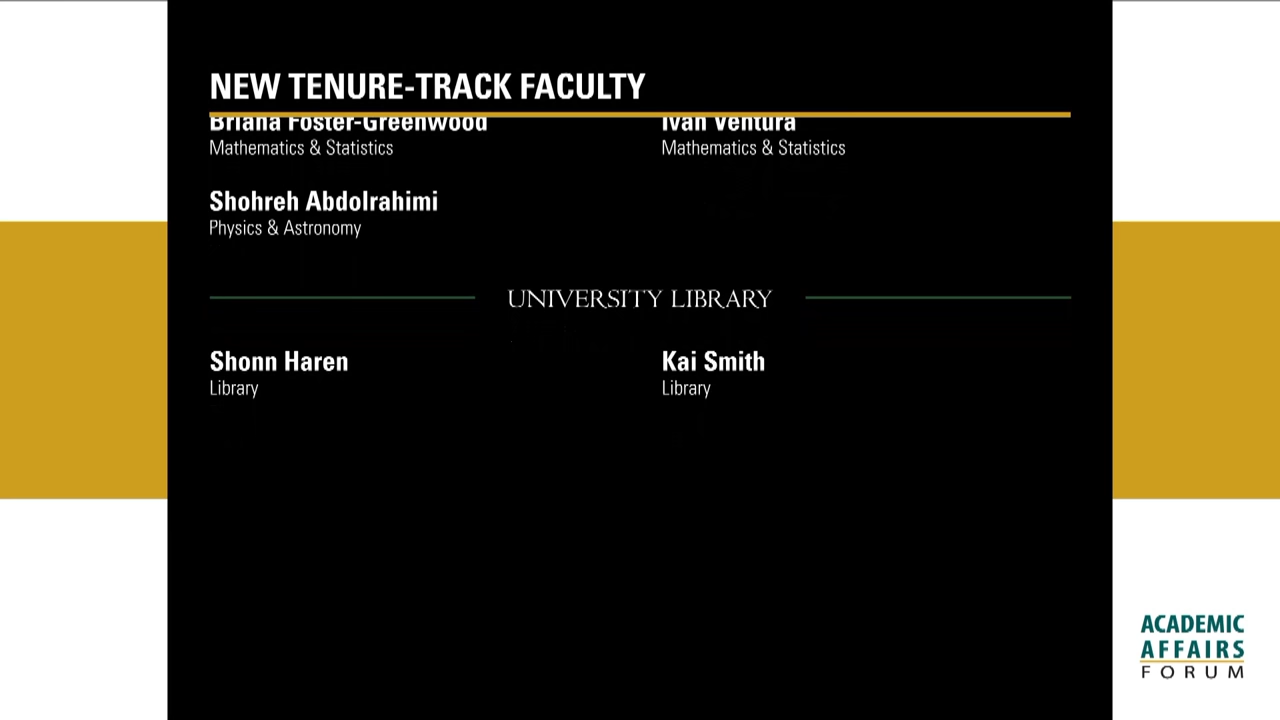 NEW TENURE-TRACK FACULTY
Briana Foster-Greenwood Ivan Ventura
Mathematics & Statistics Mathematics & Statistics
Shohreh Abdolrahimi
Physics & Astronomy
UNIVERSITY LIBRARY
Shonn Haren Kai Smith
Library Library
ACADEMIC
AFFAIRS
FORUM